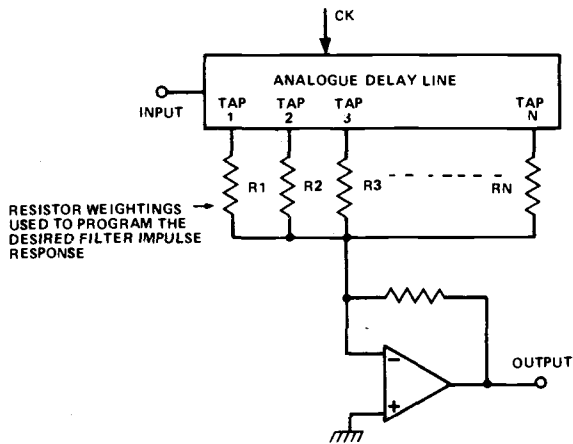 CK
ANALOGUE DELAY LINE
INPUT
TAP 1
TAP 2
TAP 3
TAP N
R1
R2
R3
RN
RESISTOR WEIGHTINGS
USED TO PROGRAM THE
DESIRED FILTER IMPULSE
RESPONSE
−
+
OUTPUT